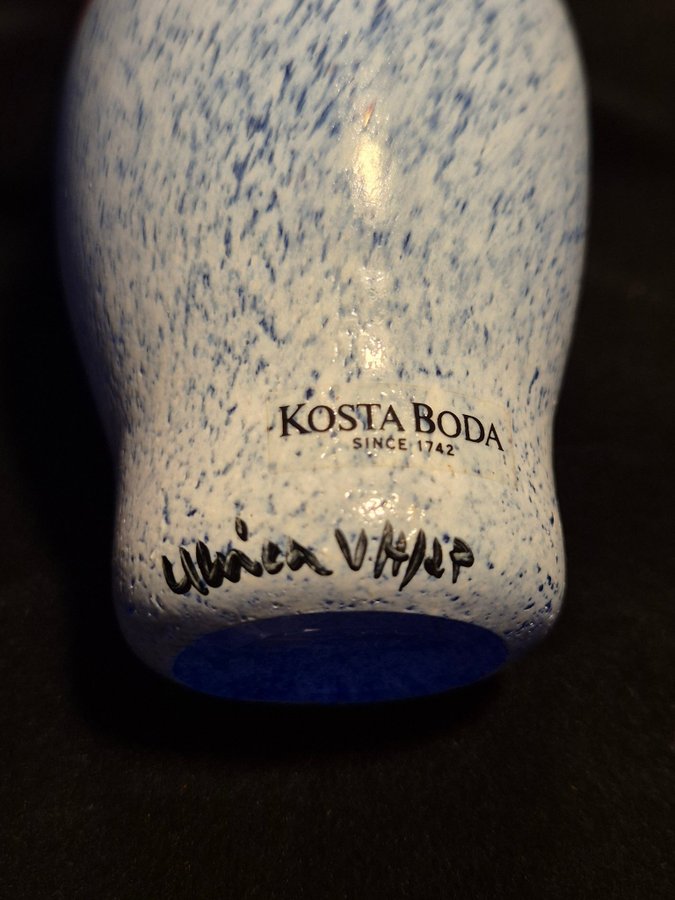 KOSTA BODA
SINCE 1742
Ulrica